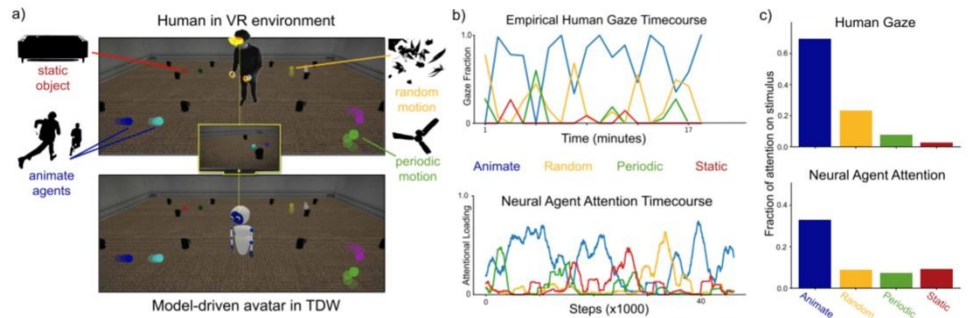 a)
Human in VR environment
static
object
random
motion
animate
agents
periodic
motion
Model-driven avatar in TDW
b)
Empirical Human Gaze Timecourse
Gaze Fraction
1.0
0.0
1
17
Time (minutes)
Animate
Random
Periodic
Static
Neural Agent Attention Timecourse
Attentional Loading
1.0
0
40
Steps (x1000)
c)
Human Gaze
Fraction of attention on stimulus
0.6
0.4
0.2
0.0
Neural Agent Attention
0.6
0.4
0.2
0.0
Animate
Random
Periodic
Static